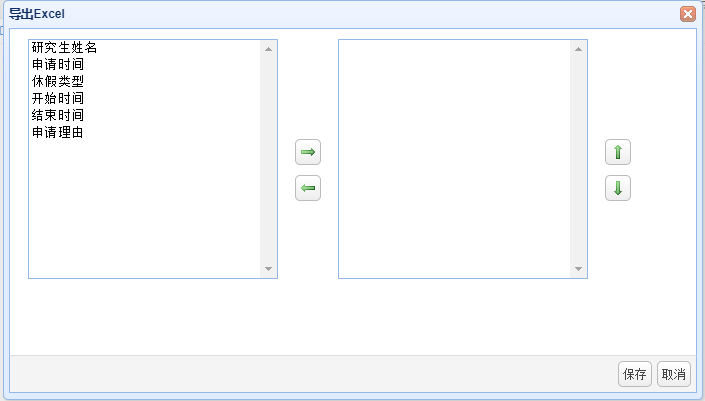 导出Excel
研究生姓名
申请时间
休假类型
开始时间
结束时间
申请理由
保存 取消